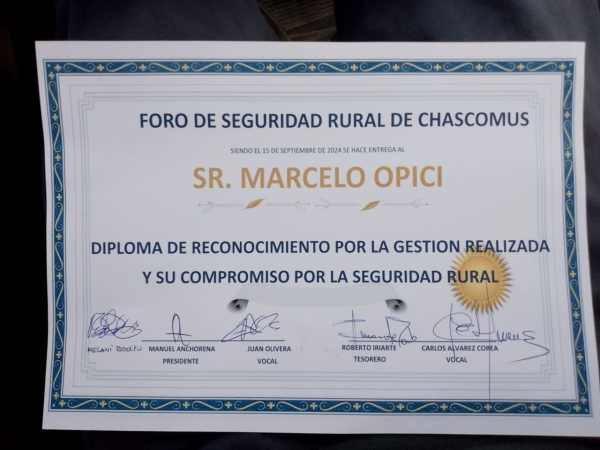 FORO DE SEGURIDAD RURAL DE CHASCOMUS
SIENDO EL 15 DE SEPTIEMBRE DE 2024 SE HACE ENTREGA AL
SR. MARCELO OPICI
DIPLOMA DE RECONOCIMIENTO POR LA GESTION REALIZADA
Y SU COMPROMISO POR LA SEGURIDAD RURAL
MANUEL ANCHORENA JUAN OLIVERA ROBERTO IRIARTE CARLOS ALVAREZ COREA
PRESIDENTE VOCAL TESORERO VOCAL